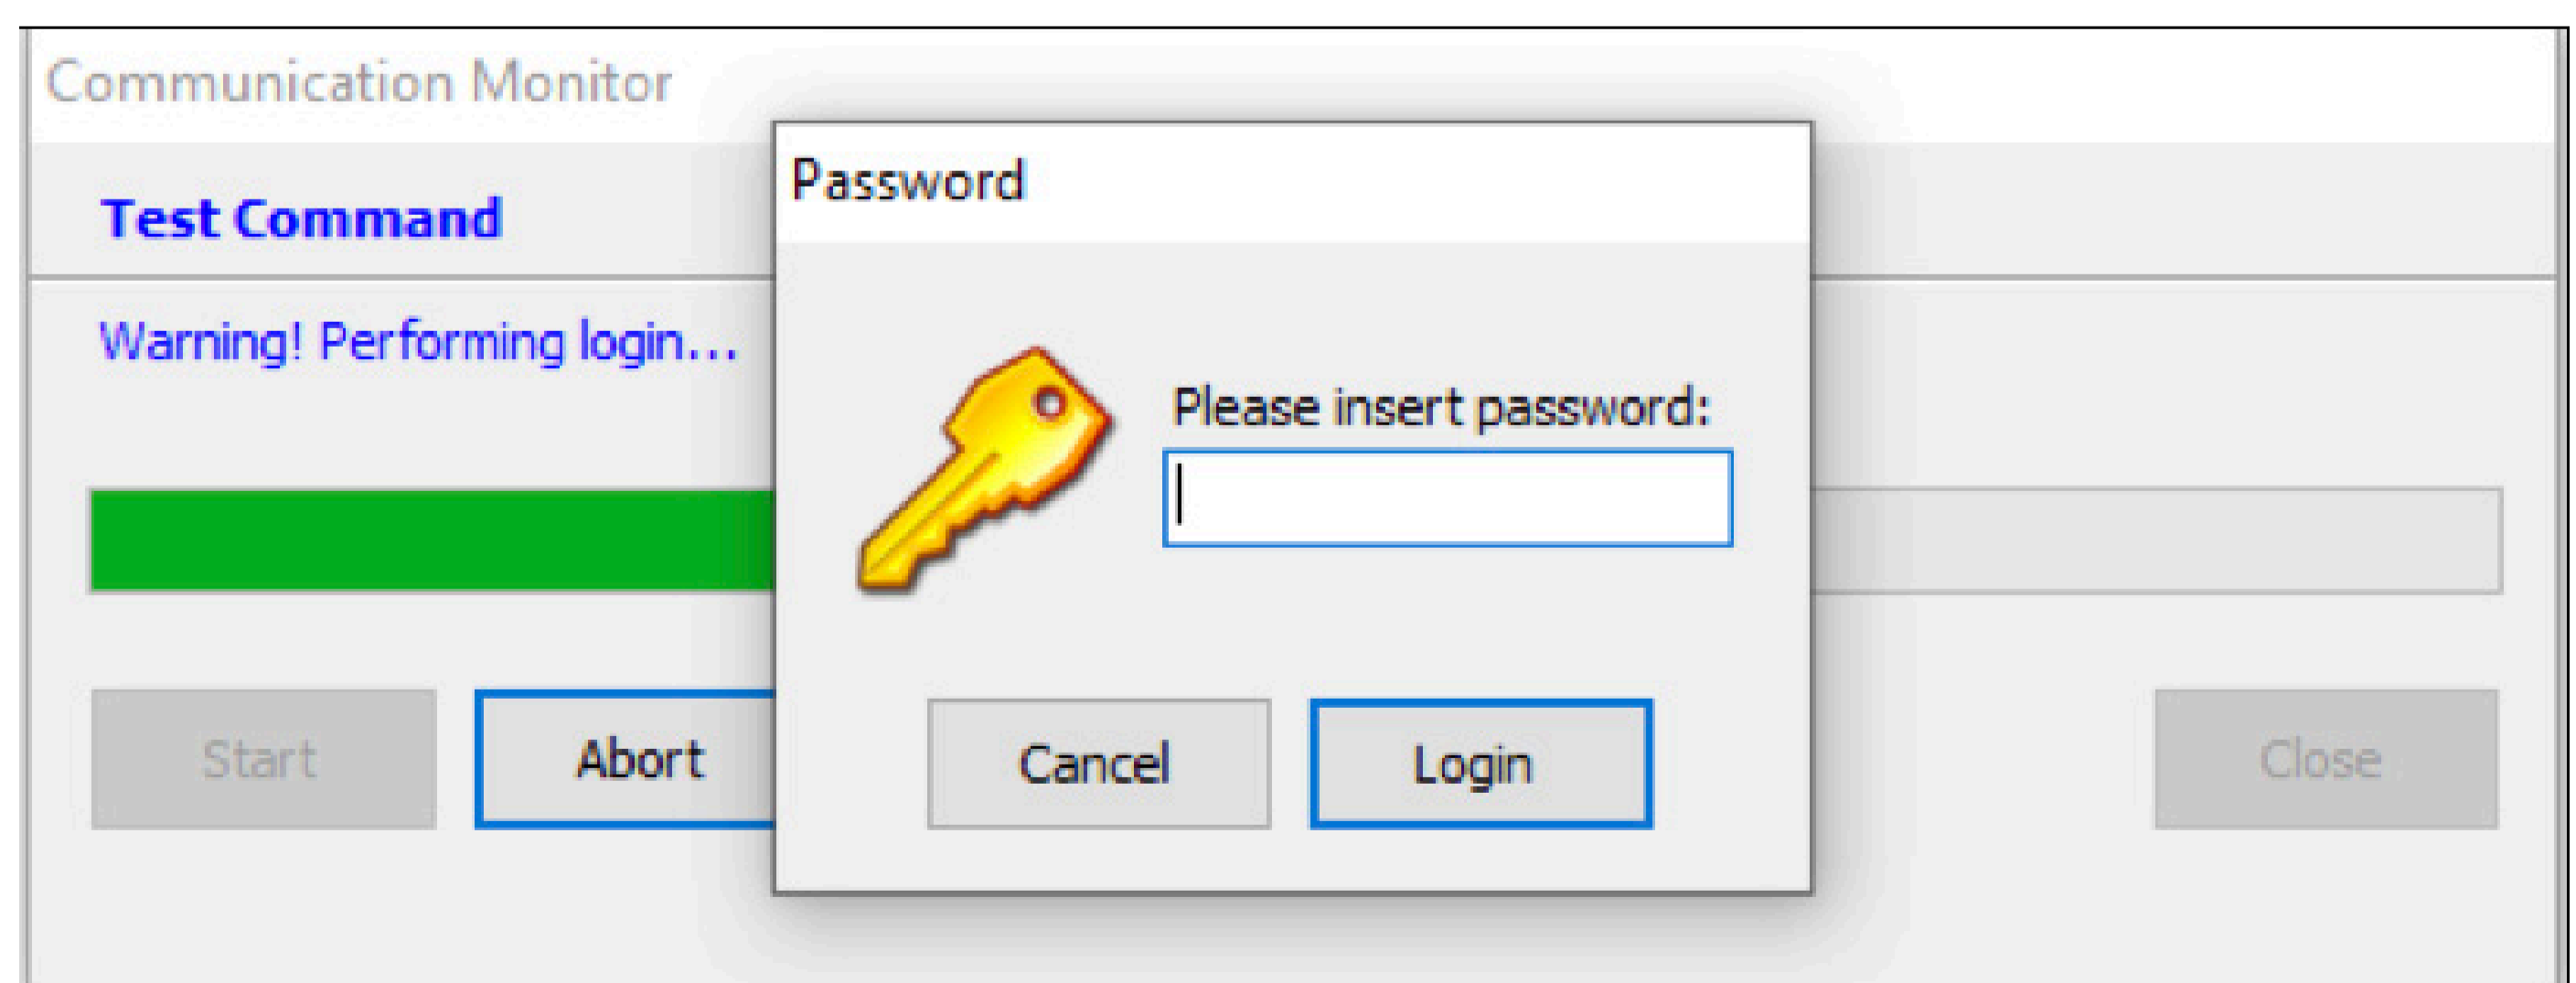 Communication Monitor
Test Command
Warning! Performing login...
Password
Please insert password:
Cancel
Login
Start
Abort
Close